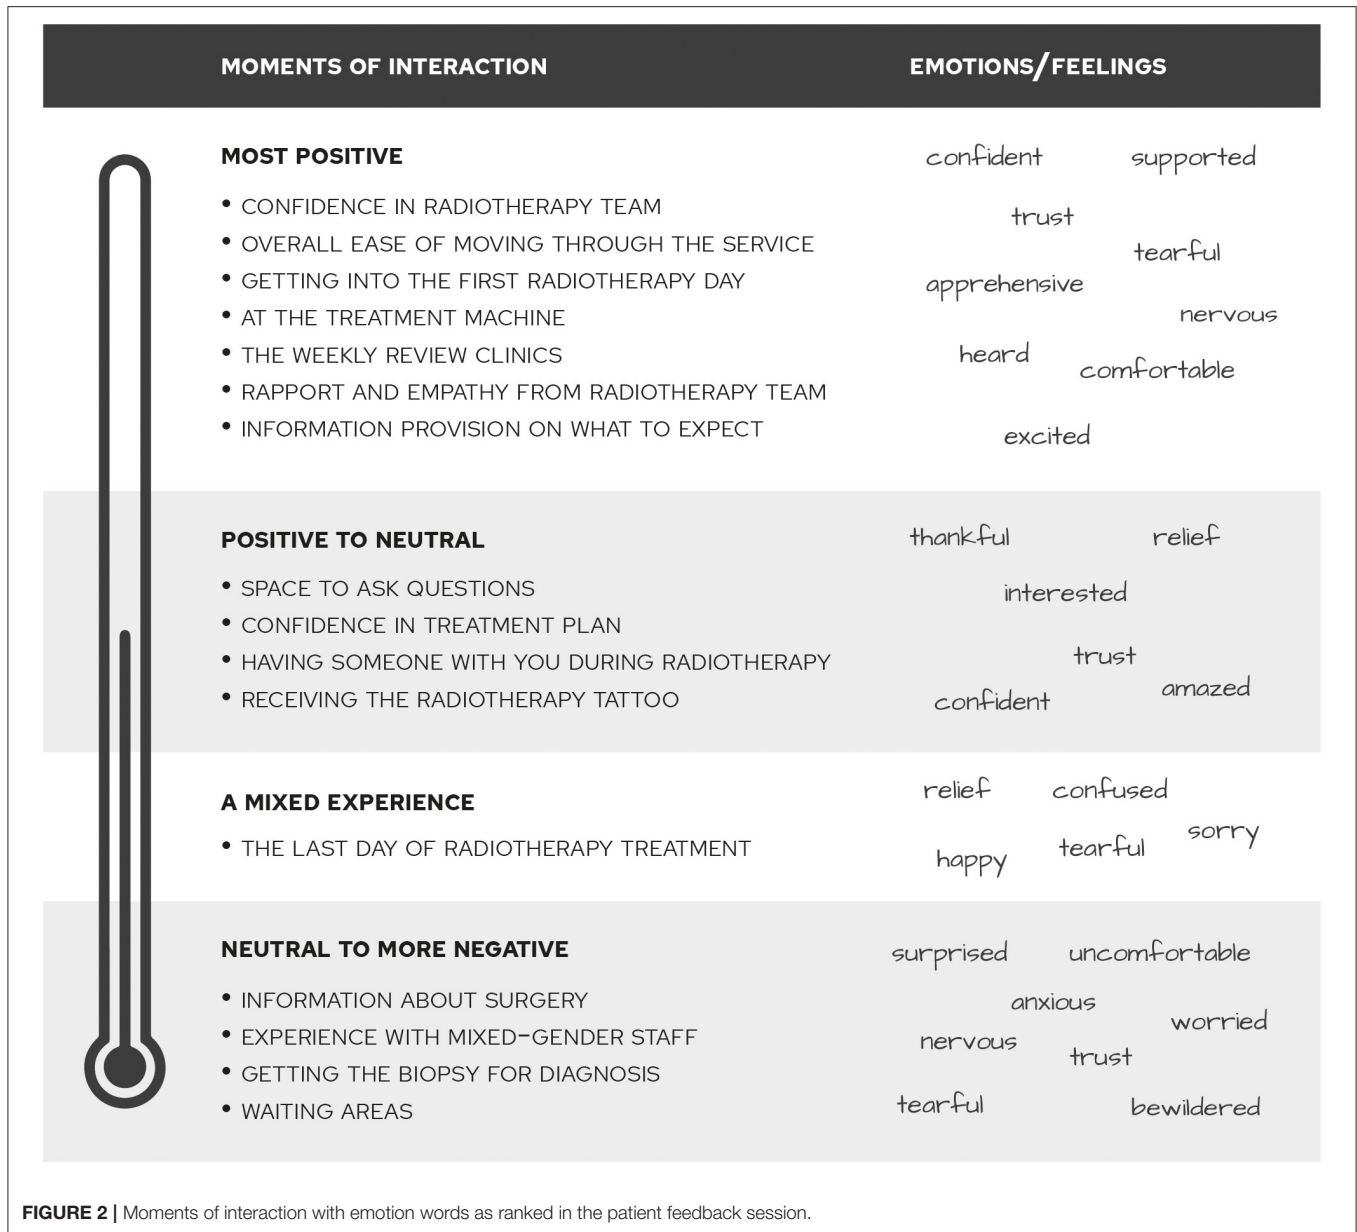 MOMENTS OF INTERACTION EMOTIONS/FEELINGS
MOST POSITIVE
• CONFIDENCE IN RADIOTHERAPY TEAM
• OVERALL EASE OF MOVING THROUGH THE SERVICE
• GETTING INTO THE FIRST RADIOTHERAPY DAY
• AT THE TREATMENT MACHINE
• THE WEEKLY REVIEW CLINICS
• RAPPORT AND EMPATHY FROM RADIOTHERAPY TEAM
• INFORMATION PROVISION ON WHAT TO EXPECT
confident supported
trust
tearful
apprehensive
nervous
heard
comfortable
excited
POSITIVE TO NEUTRAL
• SPACE TO ASK QUESTIONS
• CONFIDENCE IN TREATMENT PLAN
• HAVING SOMEONE WITH YOU DURING RADIOTHERAPY
• RECEIVING THE RADIOTHERAPY TATTOO
thankful relief
interested
trust
amazed
confident
A MIXED EXPERIENCE
• THE LAST DAY OF RADIOTHERAPY TREATMENT
relief confused
sorry
tearful
happy
NEUTRAL TO MORE NEGATIVE
• INFORMATION ABOUT SURGERY
• EXPERIENCE WITH MIXED-GENDER STAFF
• GETTING THE BIOPSY FOR DIAGNOSIS
• WAITING AREAS
surprised uncomfortable
anxious
worried
nervous
trust
tearful bewildered
FIGURE 2 | Moments of interaction with emotion words as ranked in the patient feedback session.